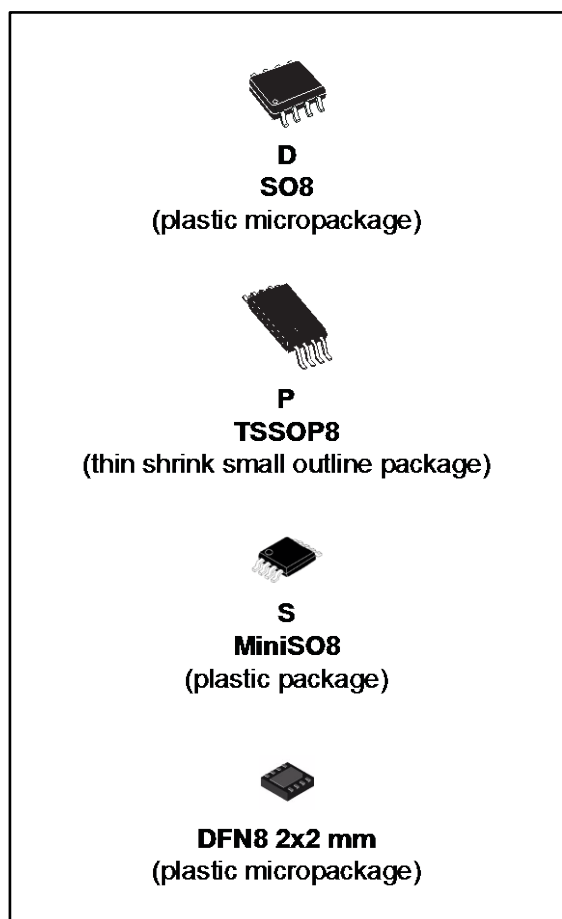 D
SO8
(plastic micropackage)
P
TSSOP8
(thin shrink small outline package)
S
MiniSO8
(plastic package)
DFN8 2x2 mm
(plastic micropackage)